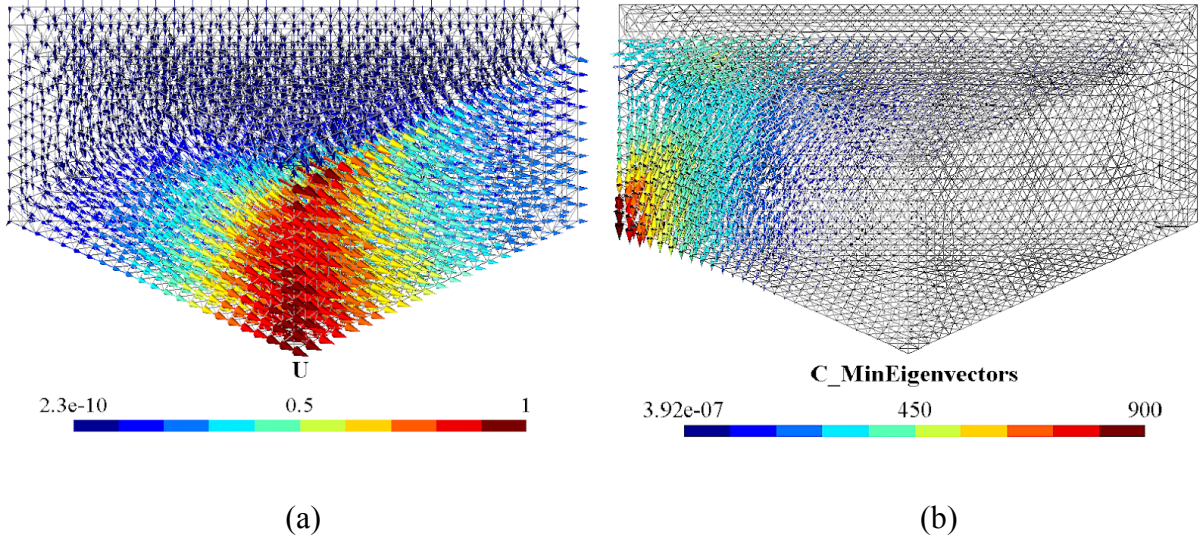 U
2.3e-10 0.5 1
(a)
C_MinEigenvectors
3.92e-07 450 900
(b)